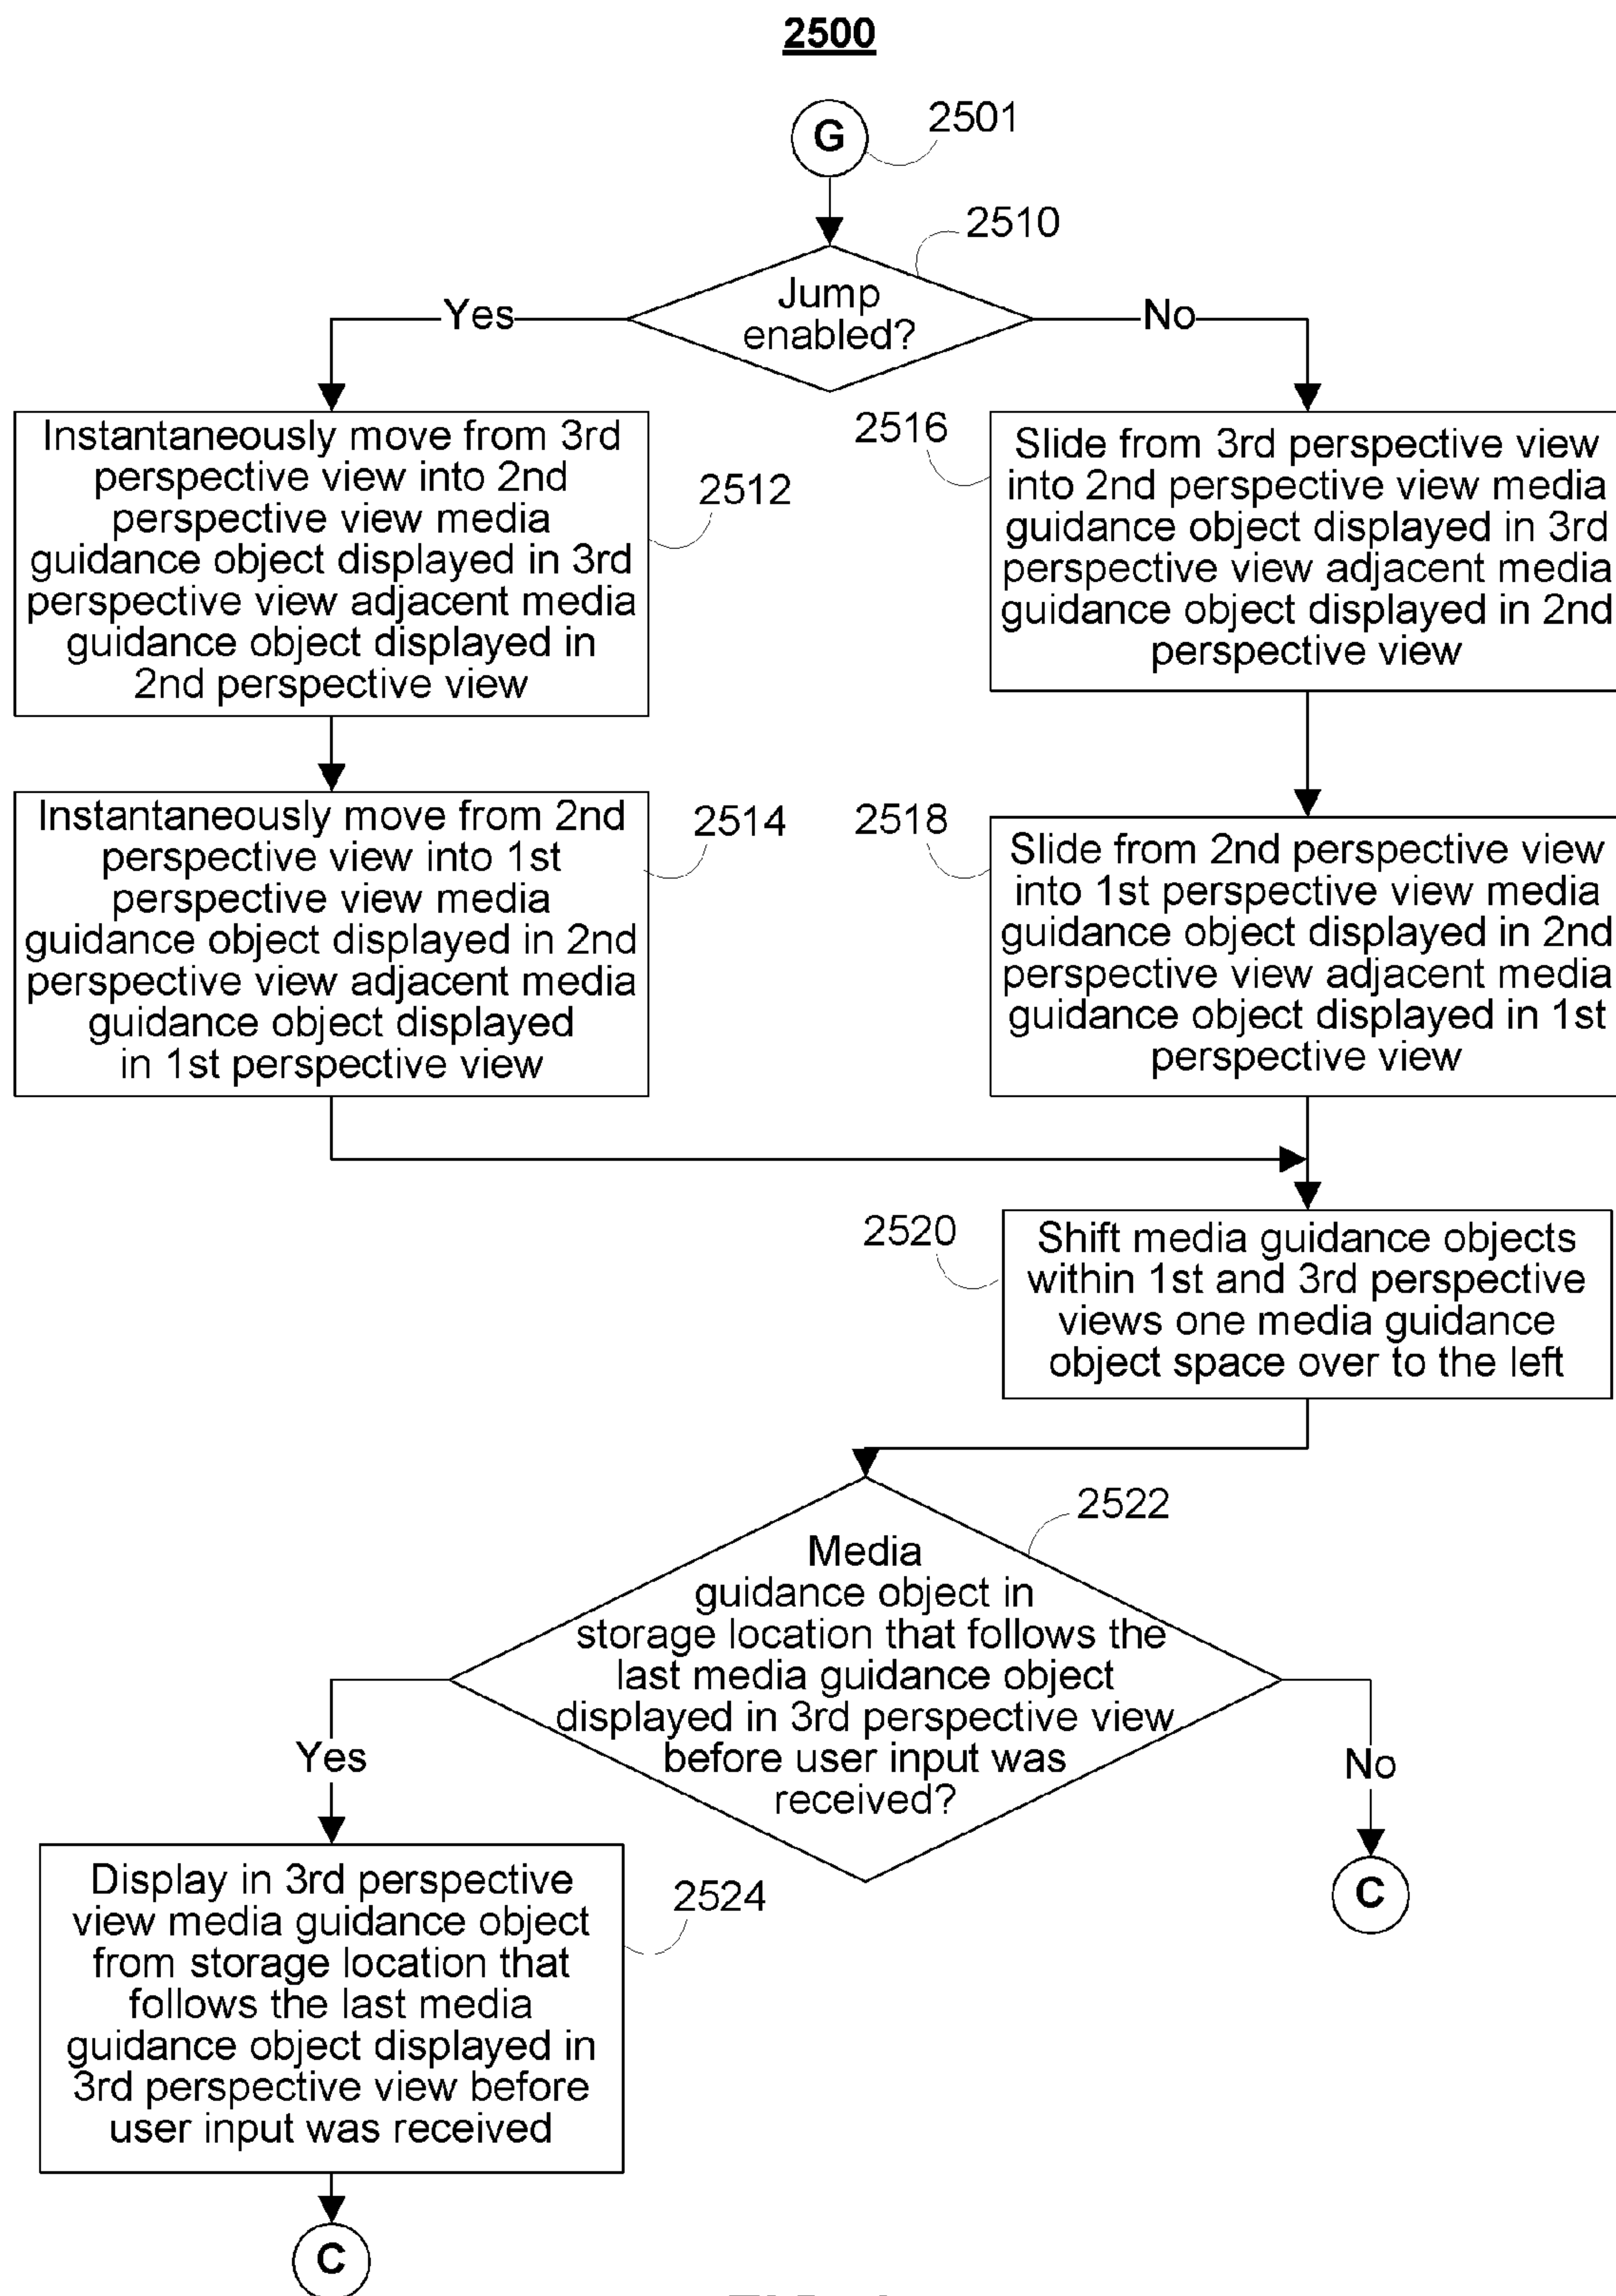 2500
G
2501
2510
Jump
enabled?
Yes
No
Instantaneously move from 3rd
perspective view into 2nd
perspective view media
guidance object displayed in 3rd
perspective view adjacent media
guidance object displayed in
2nd perspective view
2512
2516
Slide from 3rd perspective view
into 2nd perspective view media
guidance object displayed in 3rd
perspective view adjacent media
guidance object displayed in 2nd
perspective view
Instantaneously move from 2nd
perspective view into 1st
perspective view media
guidance object displayed in 2nd
perspective view adjacent media
guidance object displayed
in 1st perspective view
2514
2518
Slide from 2nd perspective view
into 1st perspective view media
guidance object displayed in 2nd
perspective view adjacent media
guidance object displayed in 1st
perspective view
2520
Shift media guidance objects
within 1st and 3rd perspective
views one media guidance
object space over to the left
2522
Media
guidance object in
storage location that follows the
last media guidance object
displayed in 3rd perspective view
before user input was
received?
Yes
No
Display in 3rd perspective
view media guidance object
from storage location that
follows the last media
guidance object displayed in
3rd perspective view before
user input was received
2524
C
C